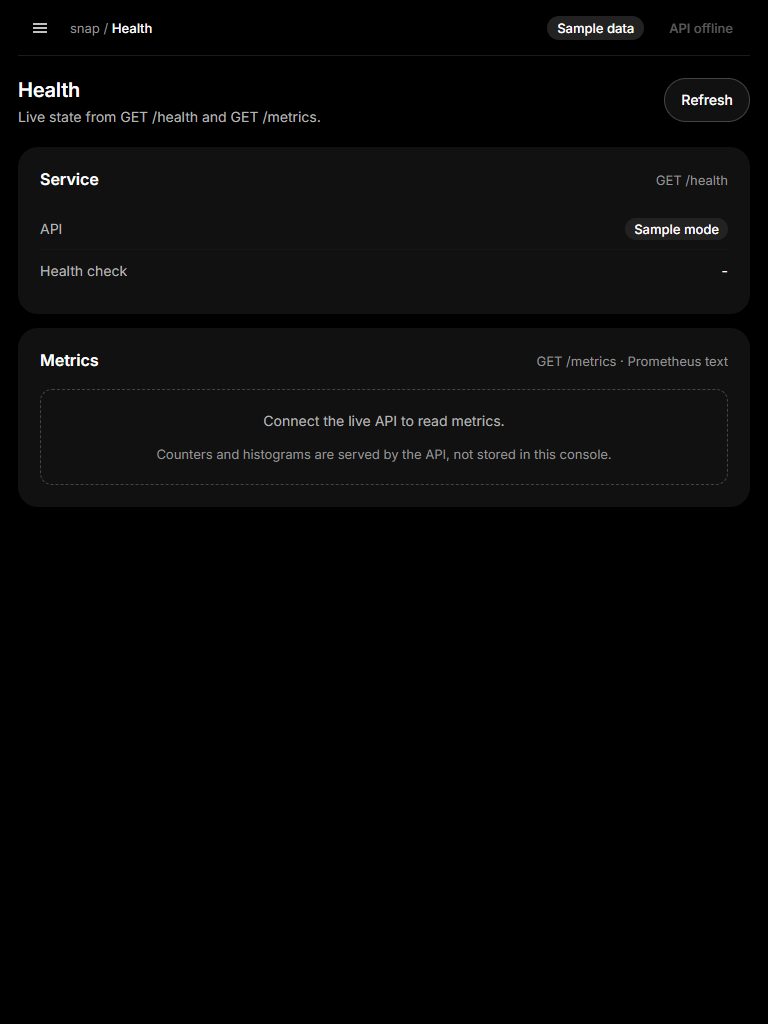 snap / Health
Sample data
API offline
Health
Live state from GET /health and GET /metrics.
Refresh
Service
GET /health
API
Sample mode
Health check
-
Metrics
GET /metrics · Prometheus text
Connect the live API to read metrics.
Counters and histograms are served by the API, not stored in this console.